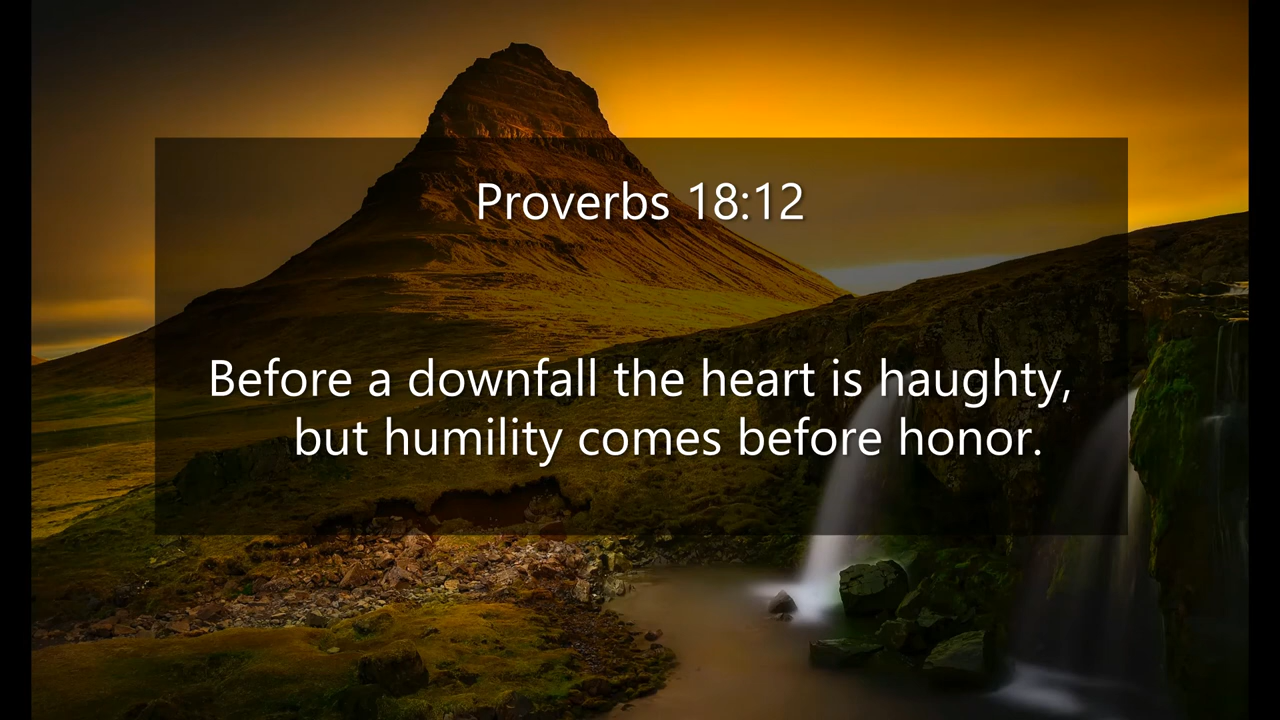 Proverbs 18:12
Before a downfall the heart is haughty,
but humility comes before honor.